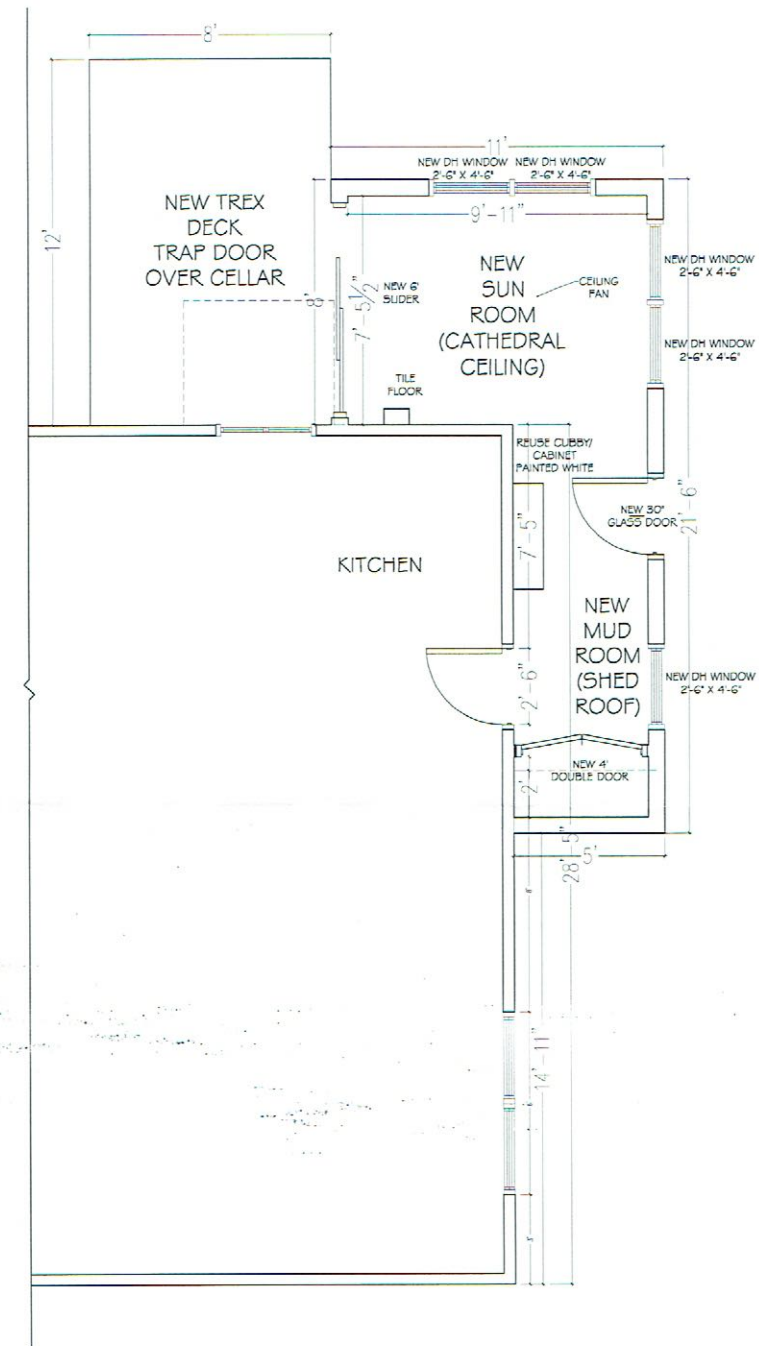 8'
11'
NEW DH WINDOW
2'-6" X 4'-6"
NEW DH WINDOW
2'-6" X 4'-6"
9'-11"
12'
NEW TREX
DECK
TRAP DOOR
OVER CELLAR
8'
7'-5½"
NEW 6'
SLIDER
NEW
SUN
ROOM
(CATHEDRAL
CEILING)
CEILING
FAN
NEW DH WINDOW
2'-6" X 4'-6"
NEW DH WINDOW
2'-6" X 4'-6"
TILE
FLOOR
REUSE CUBBY/
CABINET
PAINTED WHITE
7'-5"
NEW 30"
GLASS DOOR
21'-6"
KITCHEN
NEW
MUD
ROOM
(SHED
ROOF)
2'-6"
NEW DH WINDOW
2'-6" X 4'-6"
NEW 4'
DOUBLE DOOR
2'
5'
28'-5"
14'-11"